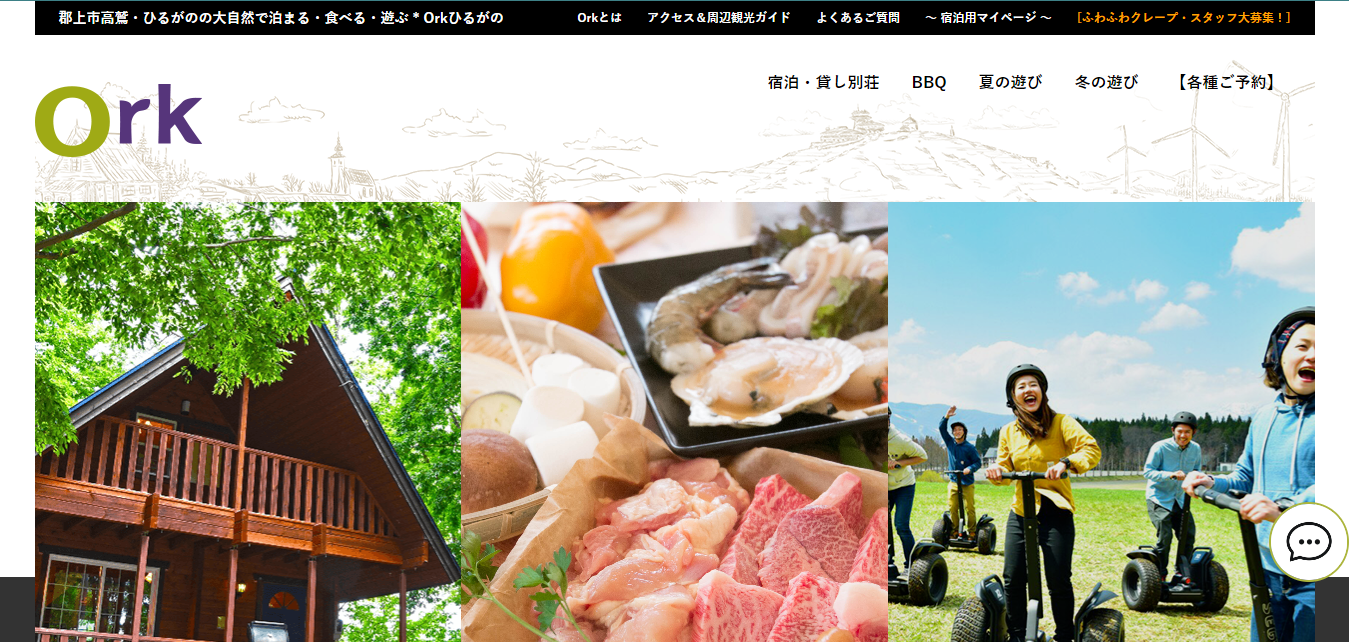 郡上市高鷲・ひるがのの大自然で泊まる・食べる・遊ぶ * Orkひるがの
Orkとは
アクセス＆周辺観光ガイド
よくあるご質問
～ 宿泊用マイページ ～
［ふわふわクレープ・スタッフ大募集！］
Ork
宿泊・貸し別荘
BBQ
夏の遊び
冬の遊び
【各種ご予約】